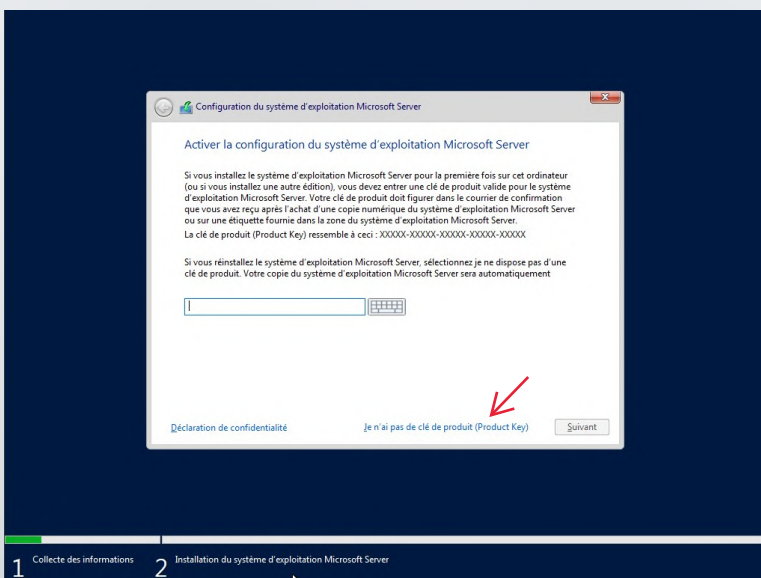 Configuration du système d'exploitation Microsoft Server
Activer la configuration du système d'exploitation Microsoft Server
Si vous installez le système d'exploitation Microsoft Server pour la première fois sur cet ordinateur
(ou si vous installez une autre édition), vous devez entrer une clé de produit valide pour le système
d'exploitation Microsoft Server. Votre clé de produit doit figurer dans le courrier de confirmation
que vous avez reçu après l'achat d'une copie numérique du système d'exploitation Microsoft Server
ou sur une étiquette fournie dans la zone du système d'exploitation Microsoft Server.
La clé de produit (Product Key) ressemble à ceci : XXXXX-XXXXX-XXXXX-XXXXX-XXXXX
Si vous réinstallez le système d'exploitation Microsoft Server, sélectionnez je ne dispose pas d'une
clé de produit. Votre copie du système d'exploitation Microsoft Server sera automatiquement
Déclaration de confidentialité
Je n'ai pas de clé de produit (Product Key)
Suivant
1 Collecte des informations
2 Installation du système d'exploitation Microsoft Server